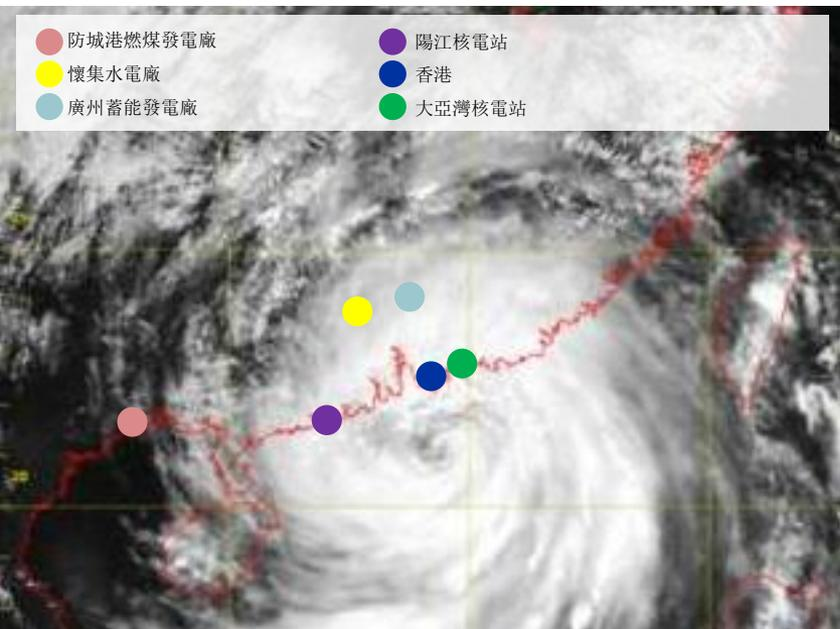 防城港燃煤發電廠
懷集水電廠
廣州蓄能發電廠
陽江核電站
香港
大亞灣核電站